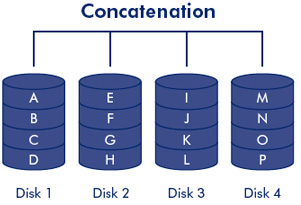 Concatenation
A E I M
B F J N
C G K O
D H L P
Disk 1 Disk 2 Disk 3 Disk 4